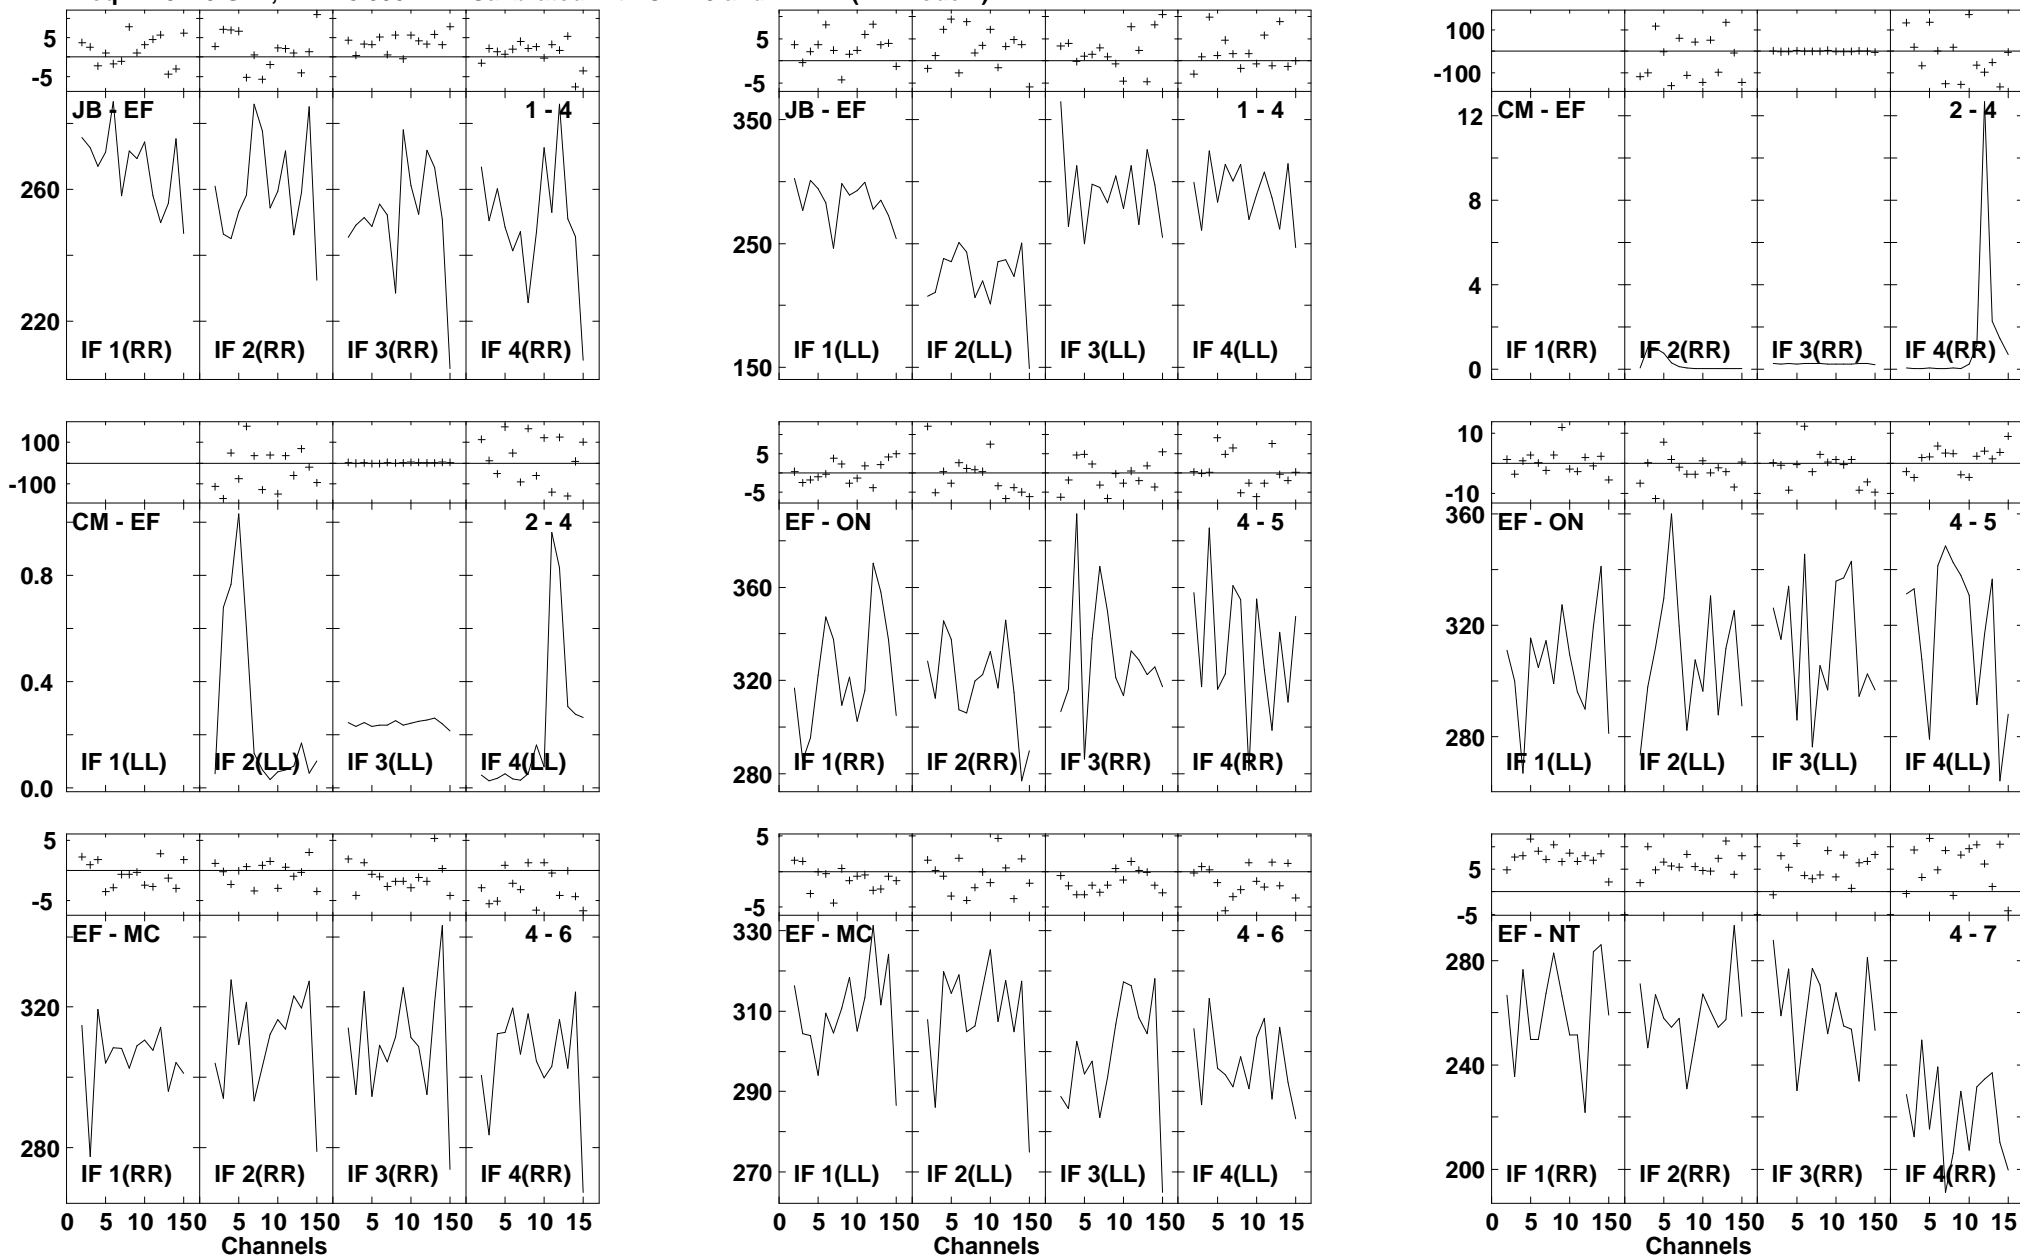 5 5 100
-5 -5 -100
JB - EF 1 - 4 JB - EF 1 - 4 CM - EF 2 - 4
350 12
260 8
250
4
220
IF 1(RR) IF 2(RR) IF 3(RR) IF 4(RR) IF 1(LL) IF 2(LL) IF 3(LL) IF 4(LL) IF 1(RR) IF 2(RR) IF 3(RR) IF 4(RR)
150 0
100 5 10
-100 -5 -10
CM - EF 2 - 4 EF - ON 4 - 5 EF - ON 4 - 5
360
0.8 360
320
0.4 320
280
IF 1(LL) IF 2(LL) IF 3(LL) IF 4(LL) IF 1(RR) IF 2(RR) IF 3(RR) IF 4(RR) IF 1(LL) IF 2(LL) IF 3(LL) IF 4(LL)
0.0 280
5 5 5
-5 -5 -5
EF - MC 4 - 6 EF - MC 4 - 6 EF - NT 4 - 7
330 280
320 310
290 240
280 270 200
IF 1(RR) IF 2(RR) IF 3(RR) IF 4(RR) IF 1(LL) IF 2(LL) IF 3(LL) IF 4(LL) IF 1(RR) IF 2(RR) IF 3(RR) IF 4(RR)
0 5 10 150 5 10 150 5 10 150 5 10 15 0 5 10 150 5 10 150 5 10 150 5 10 15 0 5 10 150 5 10 150 5 10 150 5 10 15
Channels Channels Channels